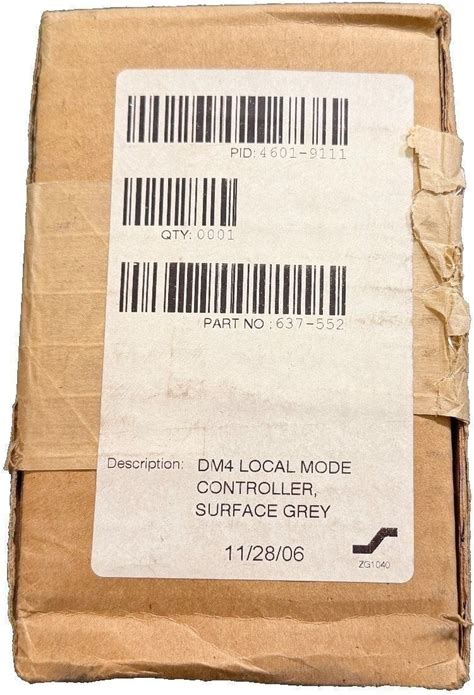 PID: 4601-9111
QTY: 0001
PART NO : 637-552
Description: DM4 LOCAL MODE
CONTROLLER,
SURFACE GREY
11/28/06
ZG1040